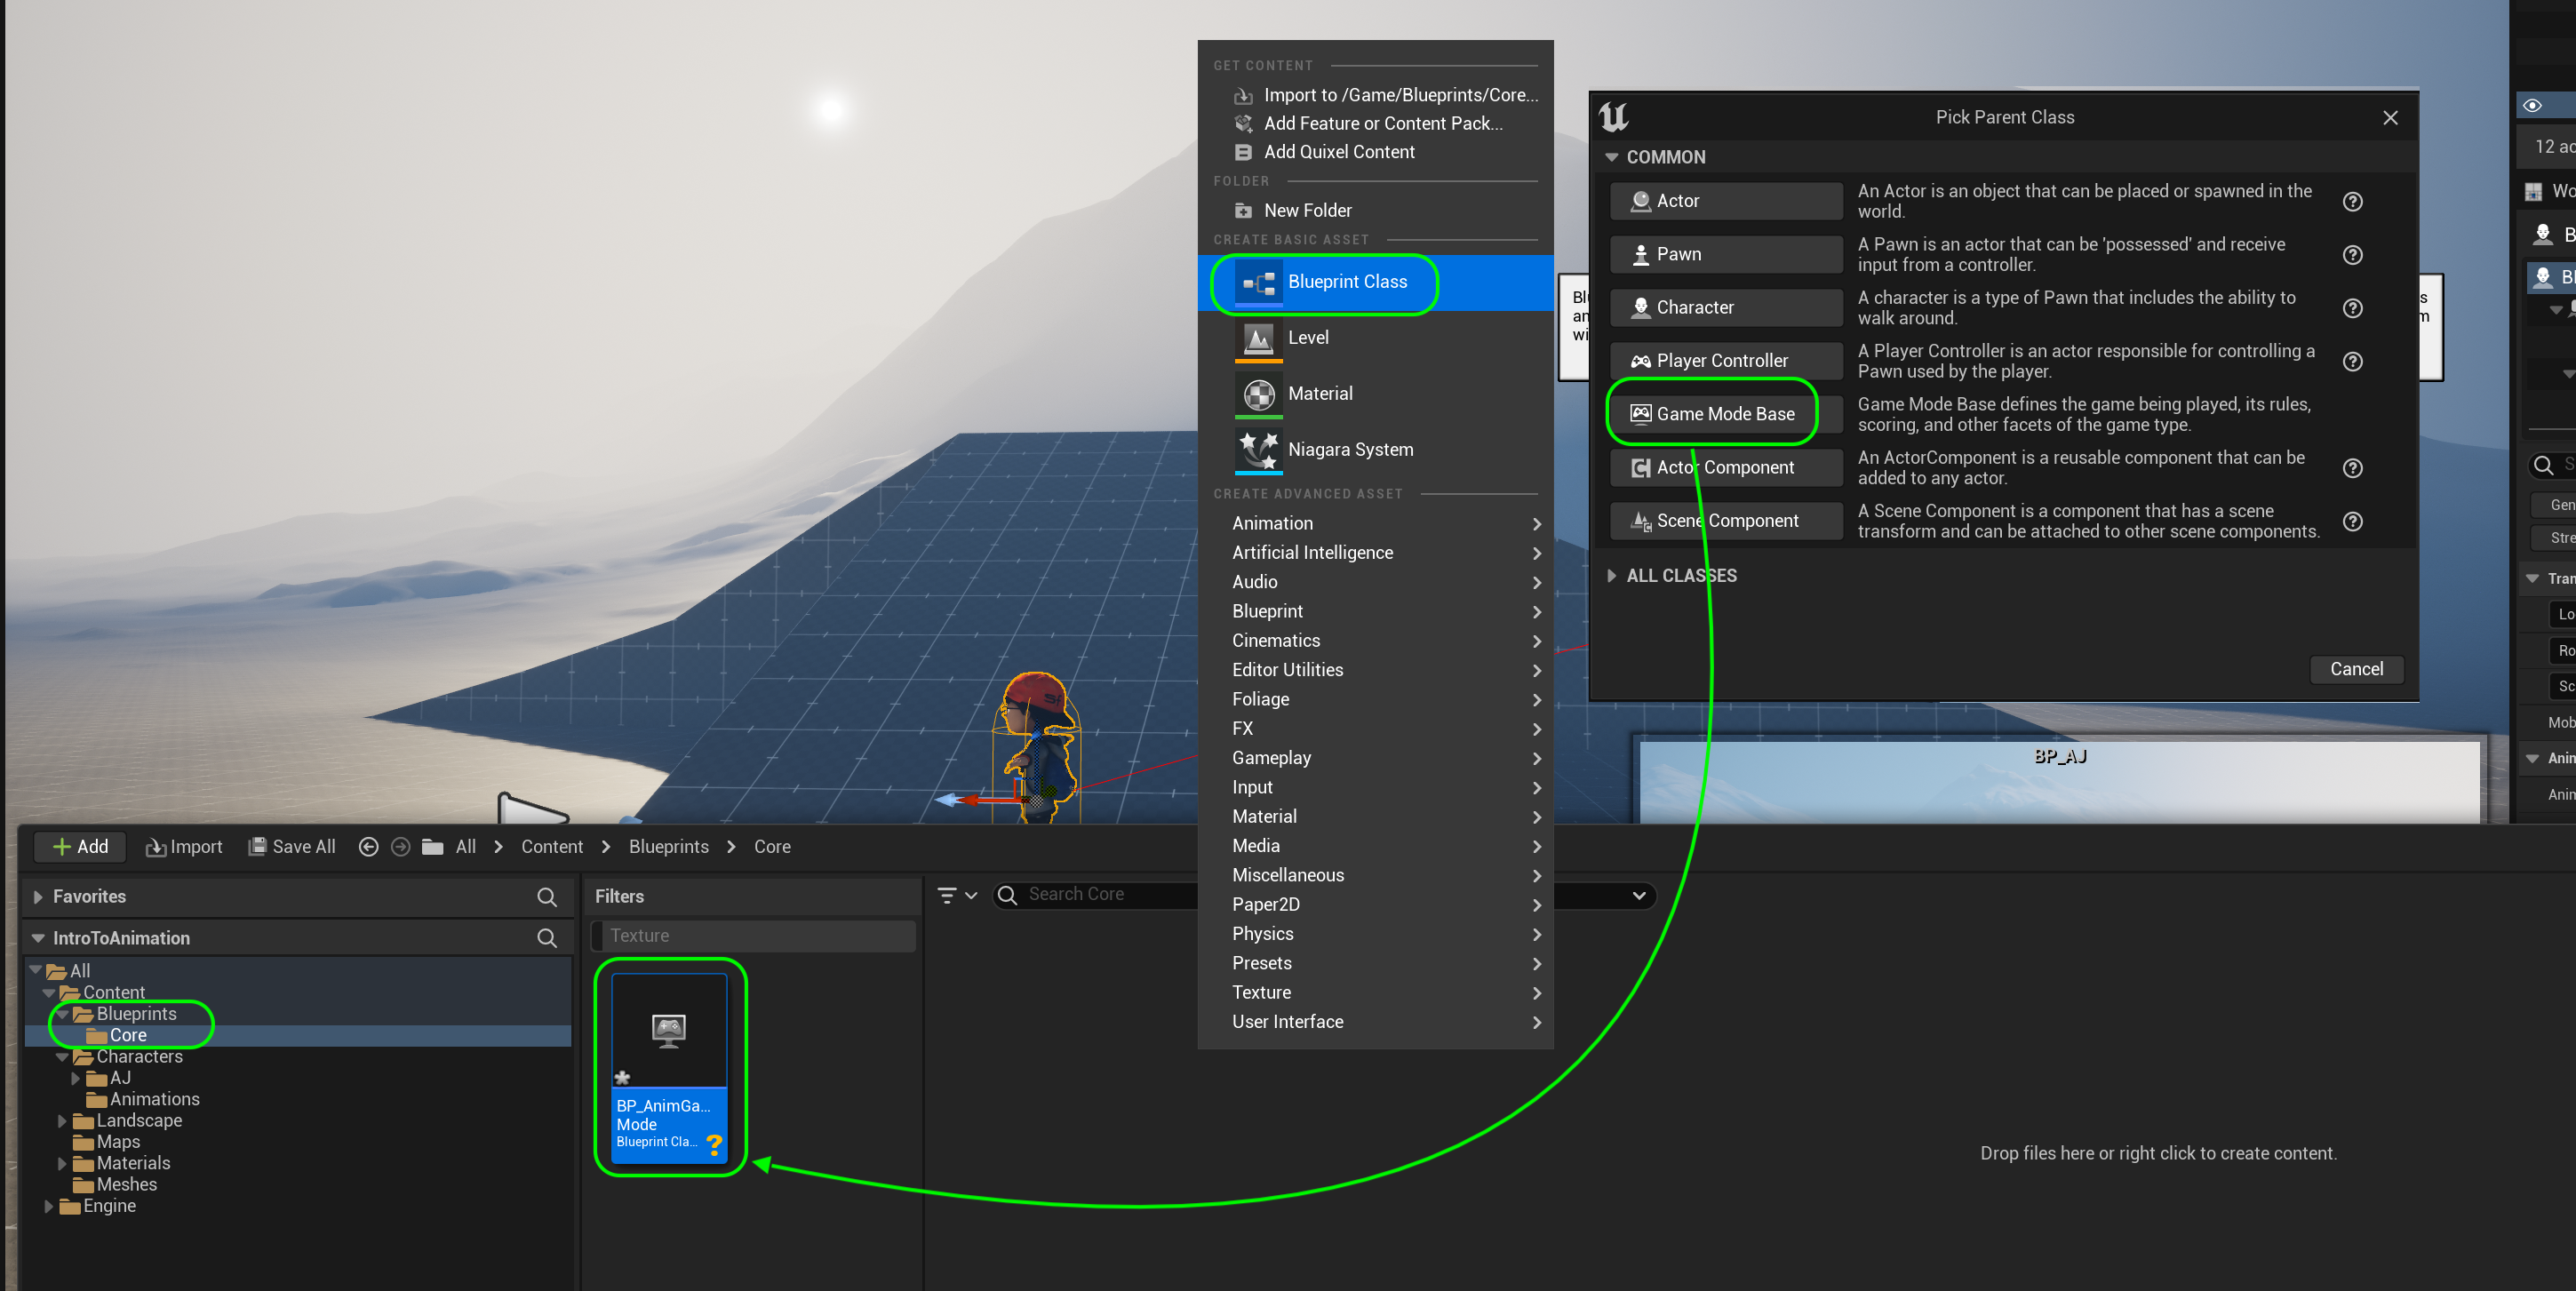 GET CONTENT
Import to /Game/Blueprints/Core...
Add Feature or Content Pack...
Add Quixel Content
FOLDER
New Folder
CREATE BASIC ASSET
Blueprint Class
Level
Material
Niagara System
CREATE ADVANCED ASSET
Animation
Artificial Intelligence
Audio
Blueprint
Cinematics
Editor Utilities
Foliage
FX
Gameplay
Input
Material
Media
Miscellaneous
Paper2D
Physics
Presets
Texture
User Interface
Pick Parent Class
COMMON
Actor
An Actor is an object that can be placed or spawned in the
world.
Pawn
A Pawn is an actor that can be 'possessed' and receive
input from a controller.
Character
A character is a type of Pawn that includes the ability to
walk around.
Player Controller
A Player Controller is an actor responsible for controlling a
Pawn used by the player.
Game Mode Base
Game Mode Base defines the game being played, its rules,
scoring, and other facets of the game type.
Actor Component
An ActorComponent is a reusable component that can be
added to any actor.
Scene Component
A Scene Component is a component that has a scene
transform and can be attached to other scene components.
ALL CLASSES
Cancel
12 ac
Wo
B
Bl
Gen
Stre
Tran
Lo
Ro
Sc
Mob
Anim
Anim
BP_AJ
Add
Import
Save All
All
Content
Blueprints
Core
Favorites
IntroToAnimation
All
Content
Blueprints
Core
Characters
AJ
Animations
Landscape
Maps
Materials
Meshes
Engine
Filters
Texture
BP_AnimGa...
Mode
Blueprint Cla...
Search Core
Drop files here or right click to create content.